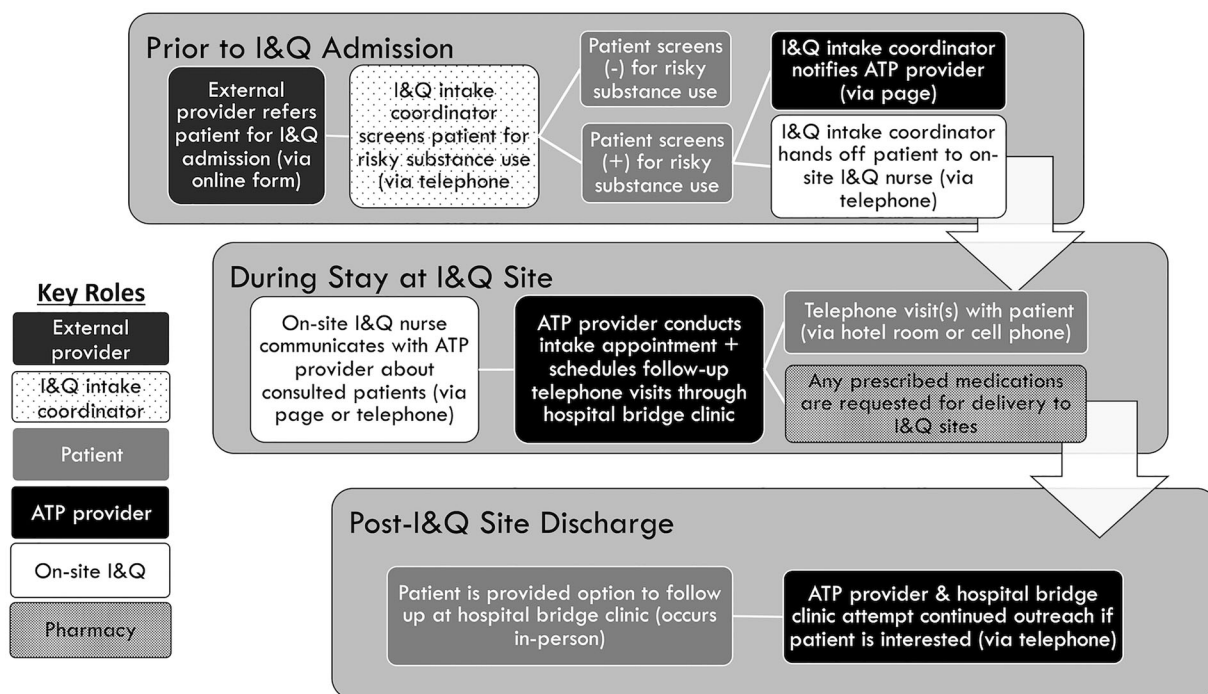 Prior to I&Q Admission
External
provider refers
patient for I&Q
admission (via
online form)
I&Q intake
coordinator
screens patient for
risky substance use
(via telephone
Patient screens
(-) for risky
substance use
Patient screens
(+) for risky
substance use
I&Q intake coordinator
notifies ATP provider
(via page)
I&Q intake coordinator
hands off patient to on-
site I&Q nurse (via
telephone)
During Stay at I&Q Site
On-site I&Q nurse
communicates with ATP
provider about
consulted patients (via
page or telephone)
ATP provider conducts
intake appointment +
schedules follow-up
telephone visits through
hospital bridge clinic
Telephone visit(s) with patient
(via hotel room or cell phone)
Any prescribed medications
are requested for delivery to
I&Q sites
Key Roles
External
provider
I&Q intake
coordinator
Patient
ATP provider
On-site I&Q
Pharmacy
Post-I&Q Site Discharge
Patient is provided option to follow
up at hospital bridge clinic (occurs
in-person)
ATP provider & hospital bridge
clinic attempt continued outreach if
patient is interested (via telephone)